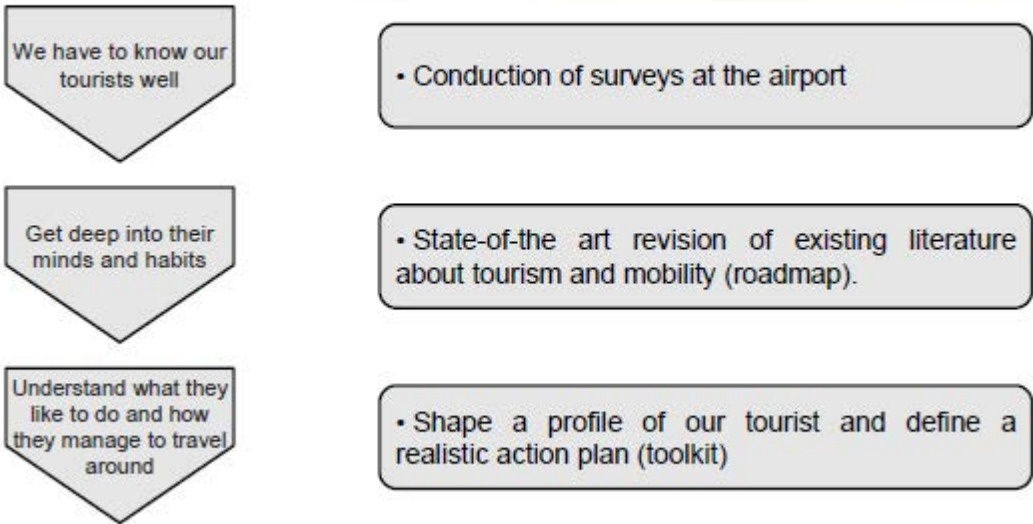 We have to know our
tourists well
• Conduction of surveys at the airport
Get deep into their
minds and habits
• State-of-the art revision of existing literature
about tourism and mobility (roadmap).
Understand what they
like to do and how
they manage to travel
around
• Shape a profile of our tourist and define a
realistic action plan (toolkit)